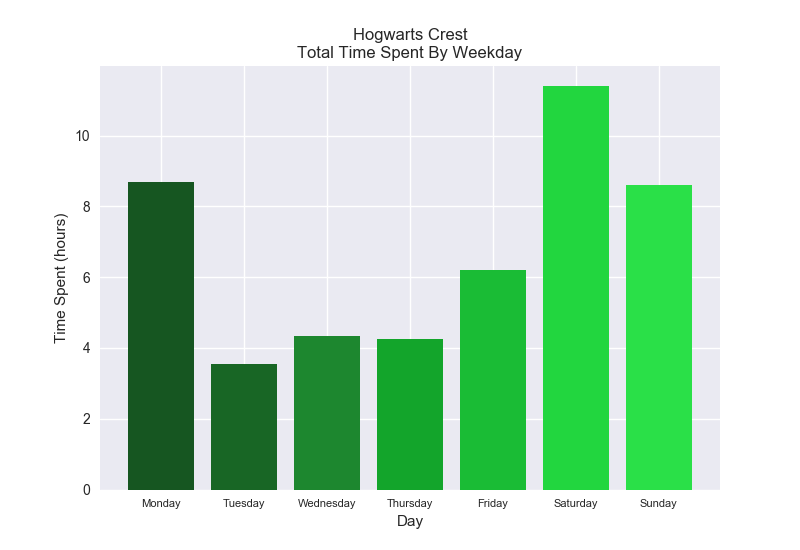 Hogwarts Crest
Total Time Spent By Weekday
10
8
6
4
2
0
Time Spent (hours)
Monday Tuesday Wednesday Thursday Friday Saturday Sunday
Day